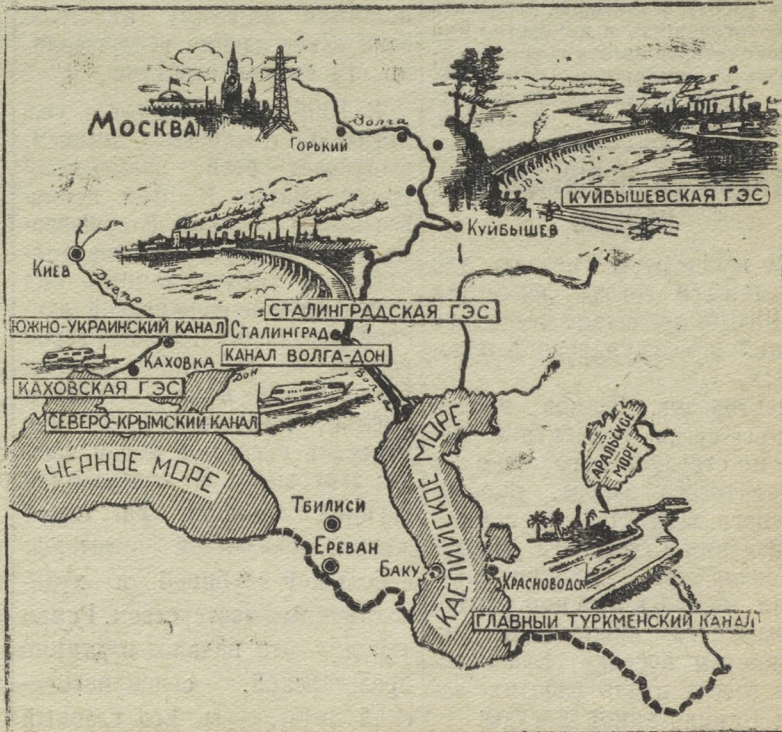 Москва
Горький
Волга
КУЙБЫШЕВСКАЯ ГЭС
Куйбышев
Киев
Днепр
СТАЛИНГРАДСКАЯ ГЭС
ЮЖНО-УКРАИНСКИЙ КАНАЛ
Сталинград
КАНАЛ ВОЛГА-ДОН
Каховка
Дон
Волга
КАХОВСКАЯ ГЭС
СЕВЕРО-КРЫМСКИЙ КАНАЛ
ЧЕРНОЕ МОРЕ
КАСПИЙСКОЕ МОРЕ
АРАЛЬСКОЕ
МОРЕ
Тбилиси
Ереван
Баку
Красноводск
ГЛАВНЫЙ ТУРКМЕНСКИЙ КАНАЛ